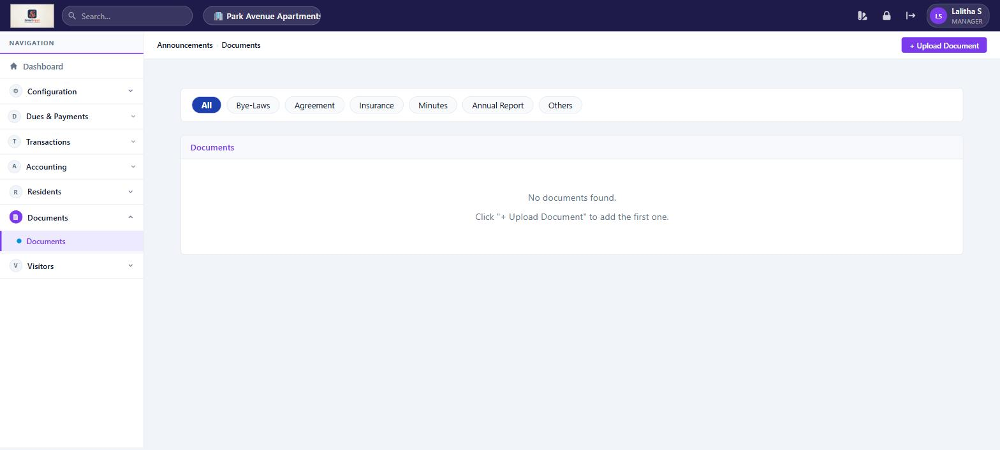 Search...
Park Avenue Apartments
LS
Lalitha S
MANAGER
NAVIGATION
Announcements › Documents
+ Upload Document
Dashboard
Configuration
D Dues & Payments
T Transactions
A Accounting
R Residents
Documents
Documents
V Visitors
All
Bye-Laws
Agreement
Insurance
Minutes
Annual Report
Others
Documents
No documents found.
Click "+ Upload Document" to add the first one.